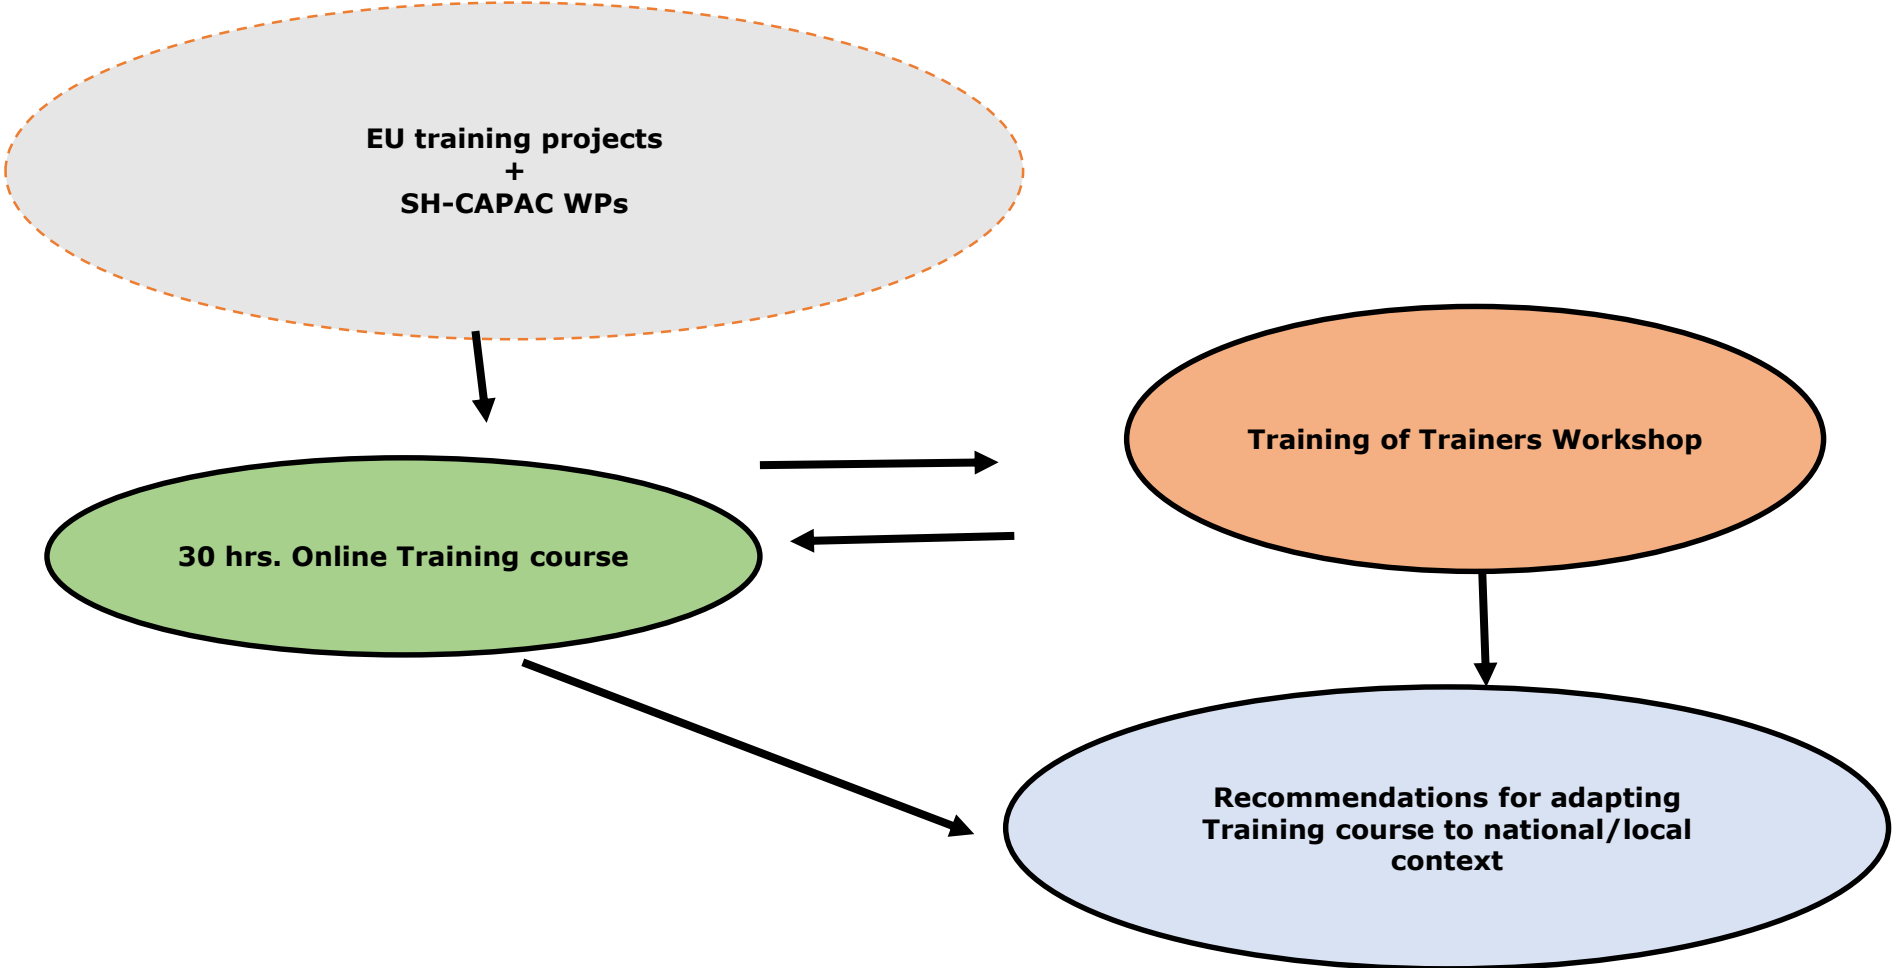 EU training projects
+
SH-CAPAC WPs
Training of Trainers Workshop
30 hrs. Online Training course
Recommendations for adapting
Training course to national/local
context